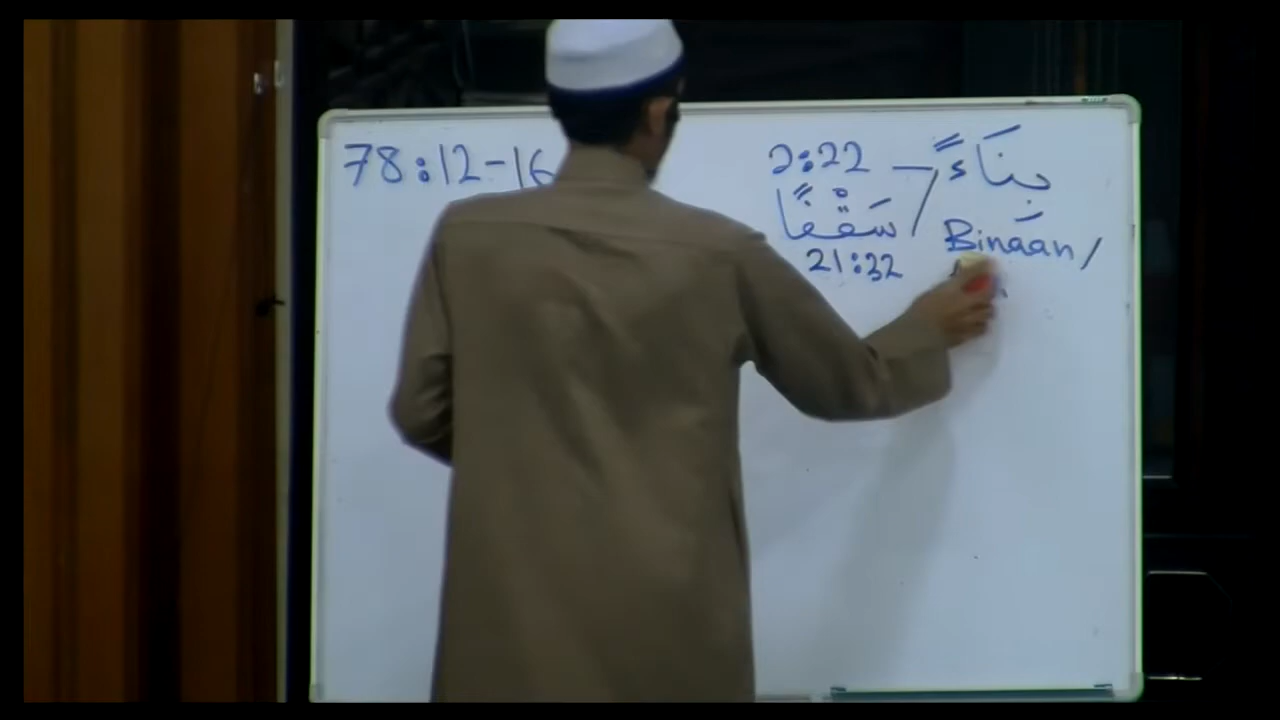 78:12-16
2:22 — بِنَاءً
سَقْفًا /
21:32
Binaan /